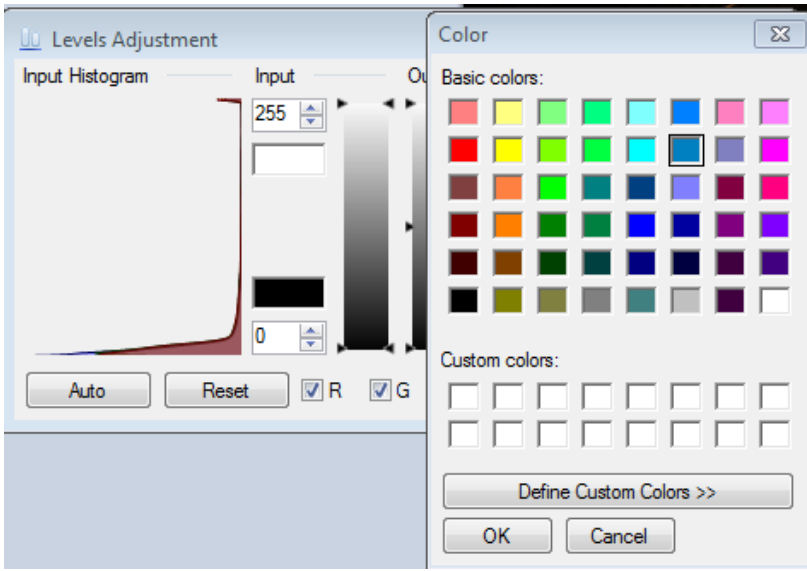 Levels Adjustment
Input Histogram
Input
Ou
255
0
Auto
Reset
R
G
Color
Basic colors:
Custom colors:
Define Custom Colors >>
OK
Cancel